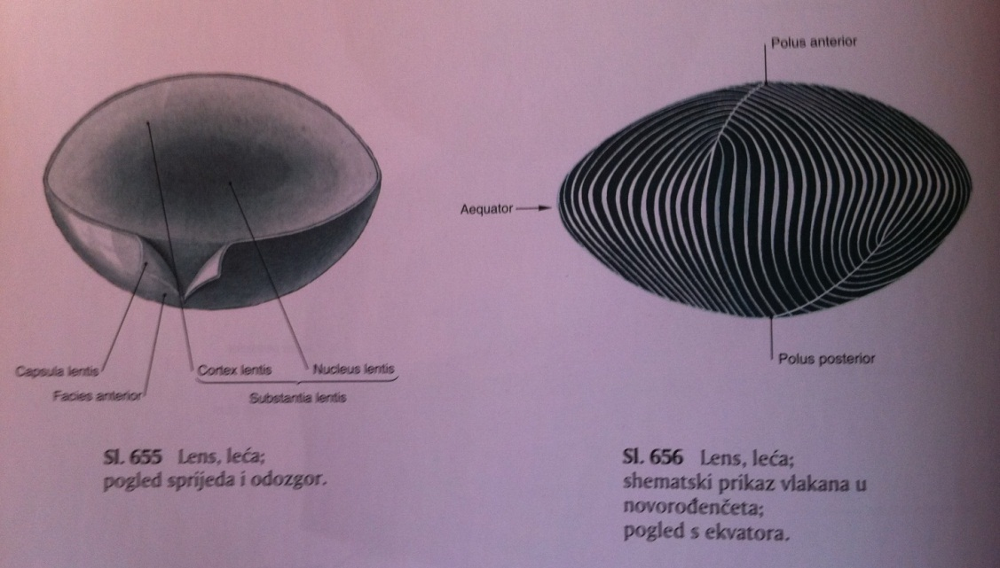 Polus anterior
Aequator
Polus posterior
Capsula lentis
Cortex lentis
Nucleus lentis
Facies anterior
Substantia lentis
Sl. 655 Lens, leća;
pogled sprijeda i odozgor.
Sl. 656 Lens, leća;
shematski prikaz vlakana u
novorođenčeta;
pogled s ekvatora.